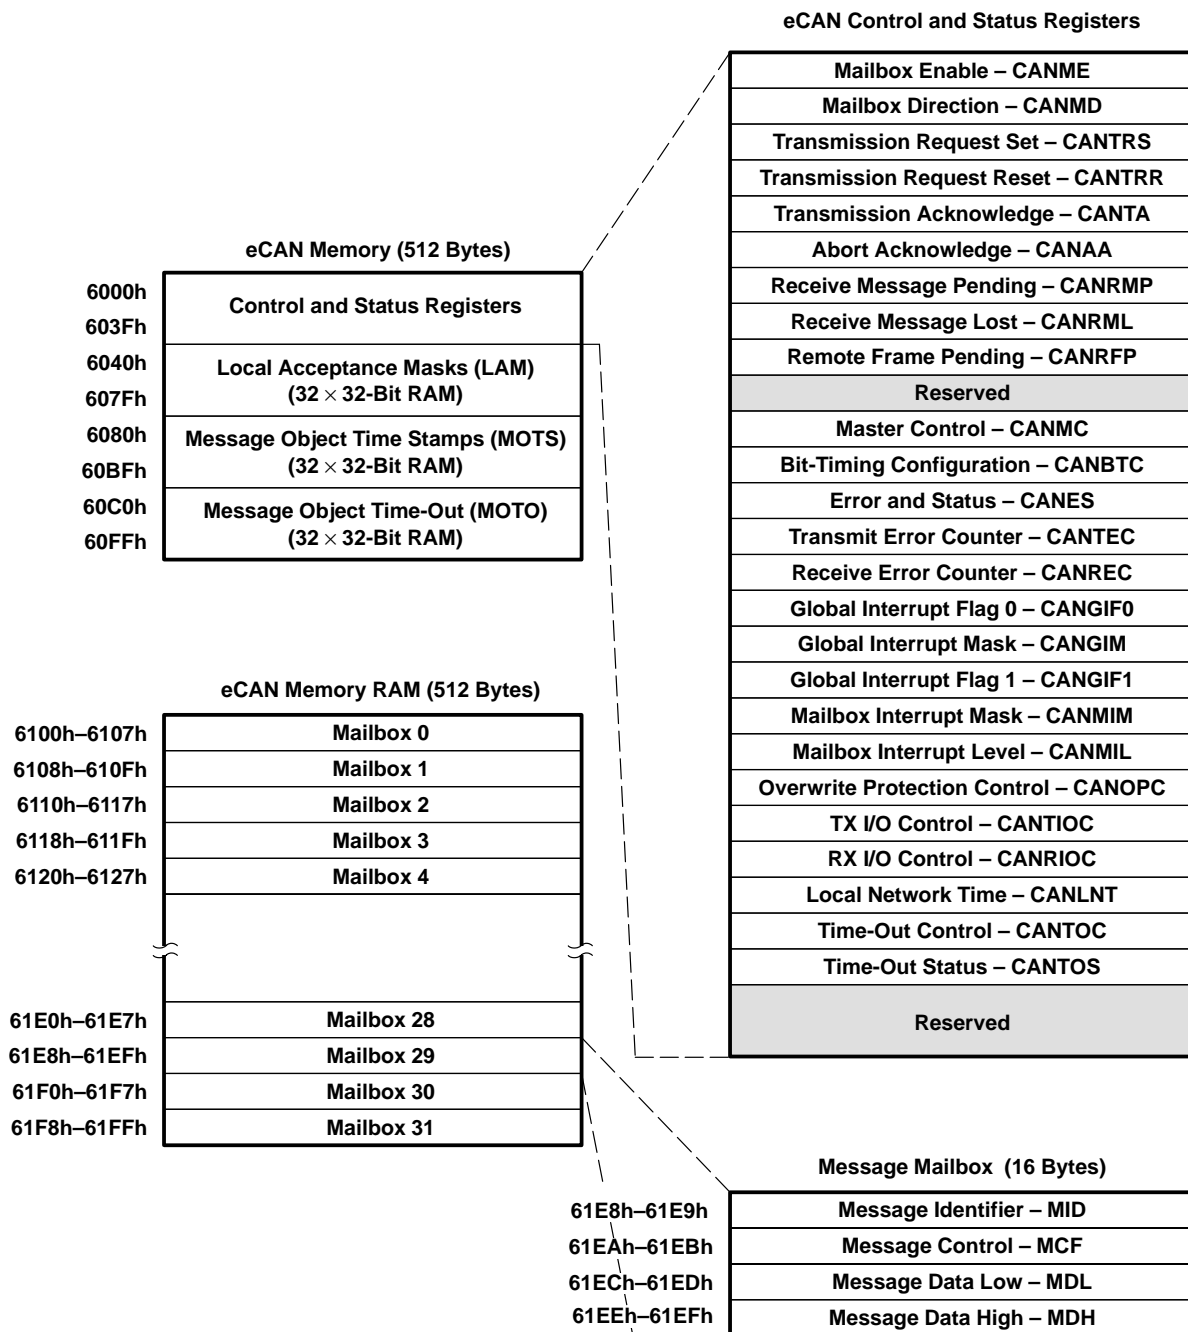 eCAN Control and Status Registers
Mailbox Enable – CANME
Mailbox Direction – CANMD
Transmission Request Set – CANTRS
Transmission Request Reset – CANTRR
Transmission Acknowledge – CANTA
Abort Acknowledge – CANAA
Receive Message Pending – CANRMP
Receive Message Lost – CANRML
Remote Frame Pending – CANRFP
Reserved
Master Control – CANMC
Bit-Timing Configuration – CANBTC
Error and Status – CANES
Transmit Error Counter – CANTEC
Receive Error Counter – CANREC
Global Interrupt Flag 0 – CANGIF0
Global Interrupt Mask – CANGIM
Global Interrupt Flag 1 – CANGIF1
Mailbox Interrupt Mask – CANMIM
Mailbox Interrupt Level – CANMIL
Overwrite Protection Control – CANOPC
TX I/O Control – CANTIOC
RX I/O Control – CANRIOC
Local Network Time – CANLNT
Time-Out Control – CANTOC
Time-Out Status – CANTOS
Reserved
eCAN Memory (512 Bytes)
6000h
Control and Status Registers
603Fh
6040h
Local Acceptance Masks (LAM)
(32 × 32-Bit RAM)
607Fh
6080h
Message Object Time Stamps (MOTS)
(32 × 32-Bit RAM)
60BFh
60C0h
Message Object Time-Out (MOTO)
(32 × 32-Bit RAM)
60FFh
eCAN Memory RAM (512 Bytes)
6100h–6107h Mailbox 0
6108h–610Fh Mailbox 1
6110h–6117h Mailbox 2
6118h–611Fh Mailbox 3
6120h–6127h Mailbox 4
61E0h–61E7h Mailbox 28
61E8h–61EFh Mailbox 29
61F0h–61F7h Mailbox 30
61F8h–61FFh Mailbox 31
Message Mailbox (16 Bytes)
61E8h–61E9h Message Identifier – MID
61EAh–61EBh Message Control – MCF
61ECh–61EDh Message Data Low – MDL
61EEh–61EFh Message Data High – MDH